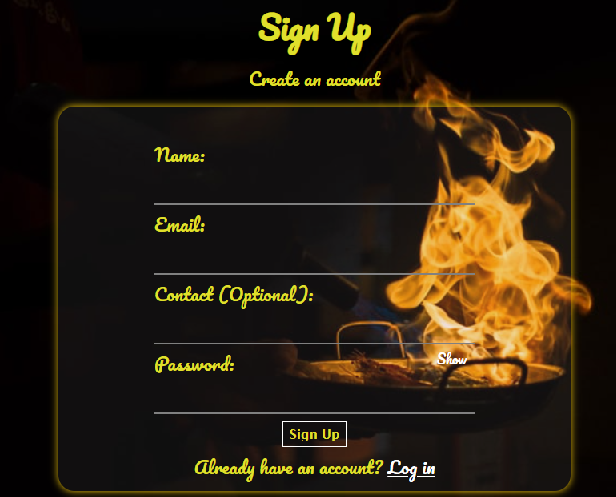 Sign Up
Create an account
Name:
Email:
Contact (Optional):
Show
Password:
Sign Up
Already have an account? Log in